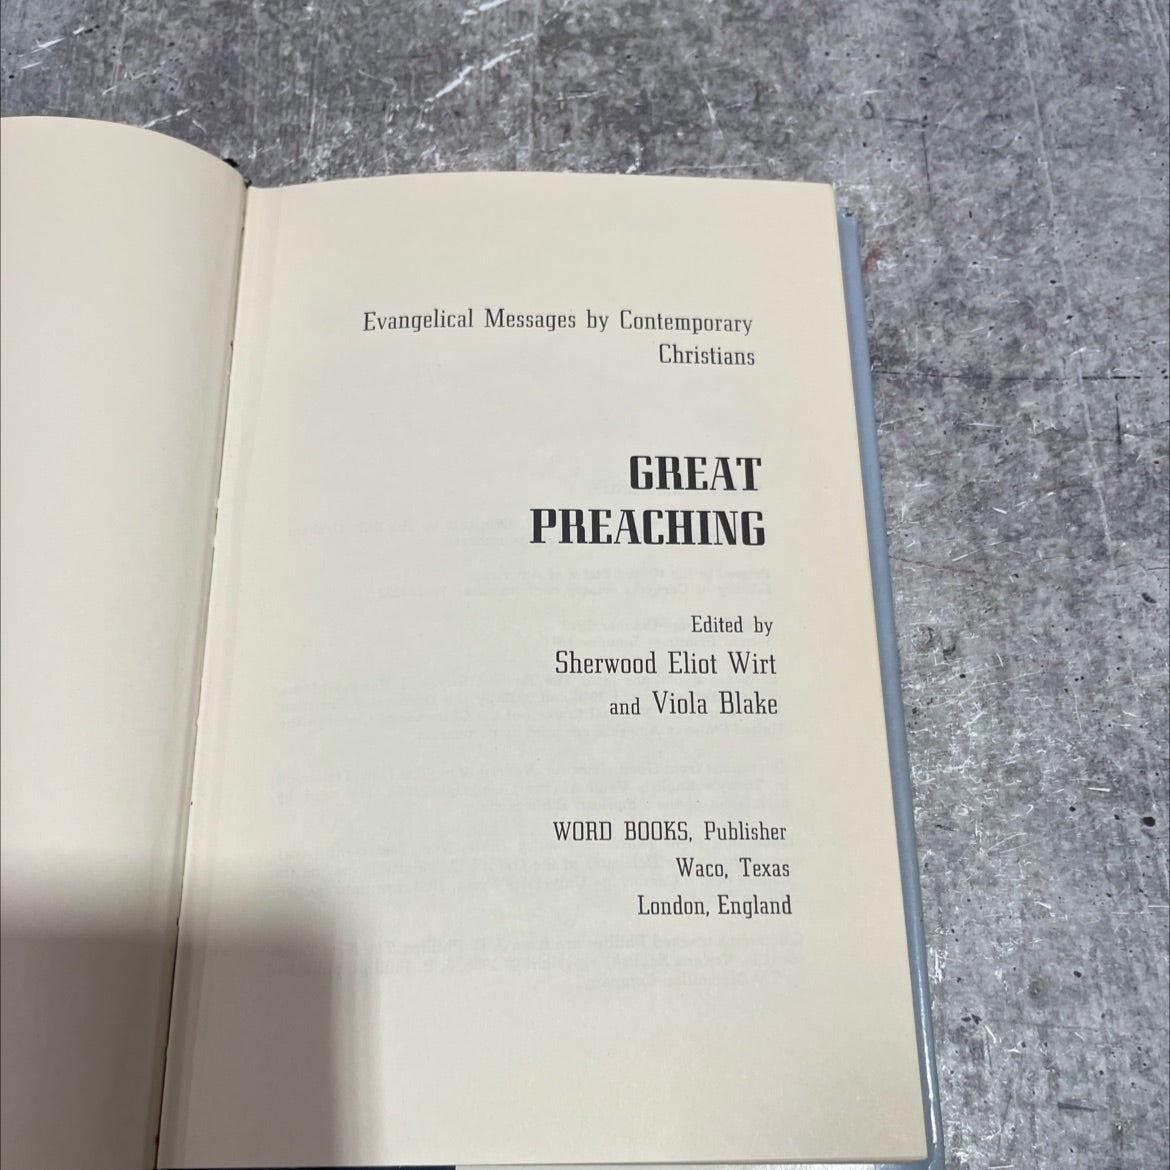 Evangelical Messages by Contemporary
Christians
GREAT
PREACHING
Edited by
Sherwood Eliot Wirt
and Viola Blake
WORD BOOKS, Publisher
Waco, Texas
London, England